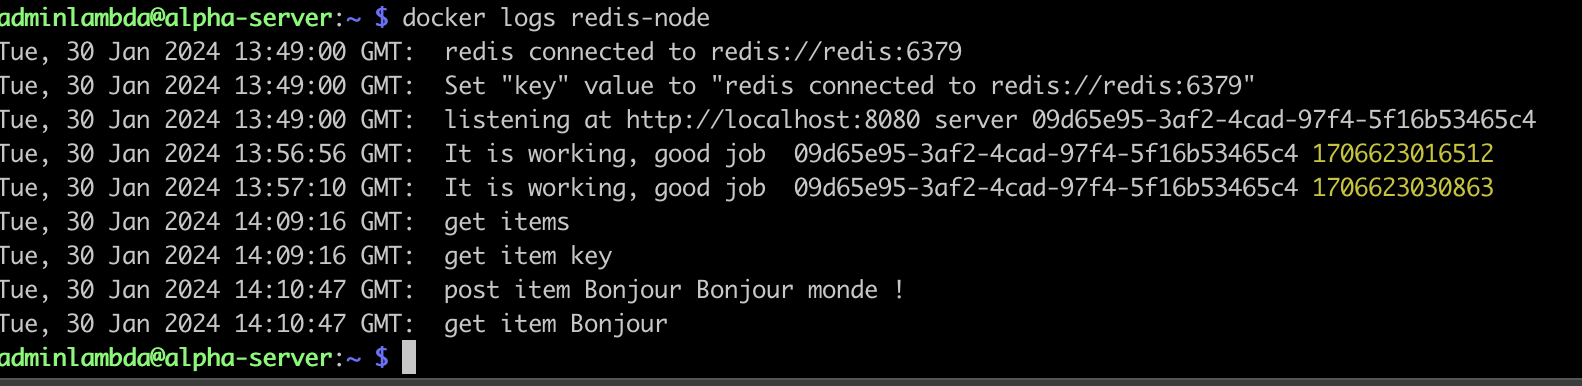 adminlambda@alpha-server:~ $ docker logs redis-node
Tue, 30 Jan 2024 13:49:00 GMT:  redis connected to redis://redis:6379
Tue, 30 Jan 2024 13:49:00 GMT:  Set "key" value to "redis connected to redis://redis:6379"
Tue, 30 Jan 2024 13:49:00 GMT:  listening at http://localhost:8080 server 09d65e95-3af2-4cad-97f4-5f16b53465c4
Tue, 30 Jan 2024 13:56:56 GMT:  It is working, good job  09d65e95-3af2-4cad-97f4-5f16b53465c4 1706623016512
Tue, 30 Jan 2024 13:57:10 GMT:  It is working, good job  09d65e95-3af2-4cad-97f4-5f16b53465c4 1706623030863
Tue, 30 Jan 2024 14:09:16 GMT:  get items
Tue, 30 Jan 2024 14:09:16 GMT:  get item key
Tue, 30 Jan 2024 14:10:47 GMT:  post item Bonjour Bonjour monde !
Tue, 30 Jan 2024 14:10:47 GMT:  get item Bonjour
adminlambda@alpha-server:~ $